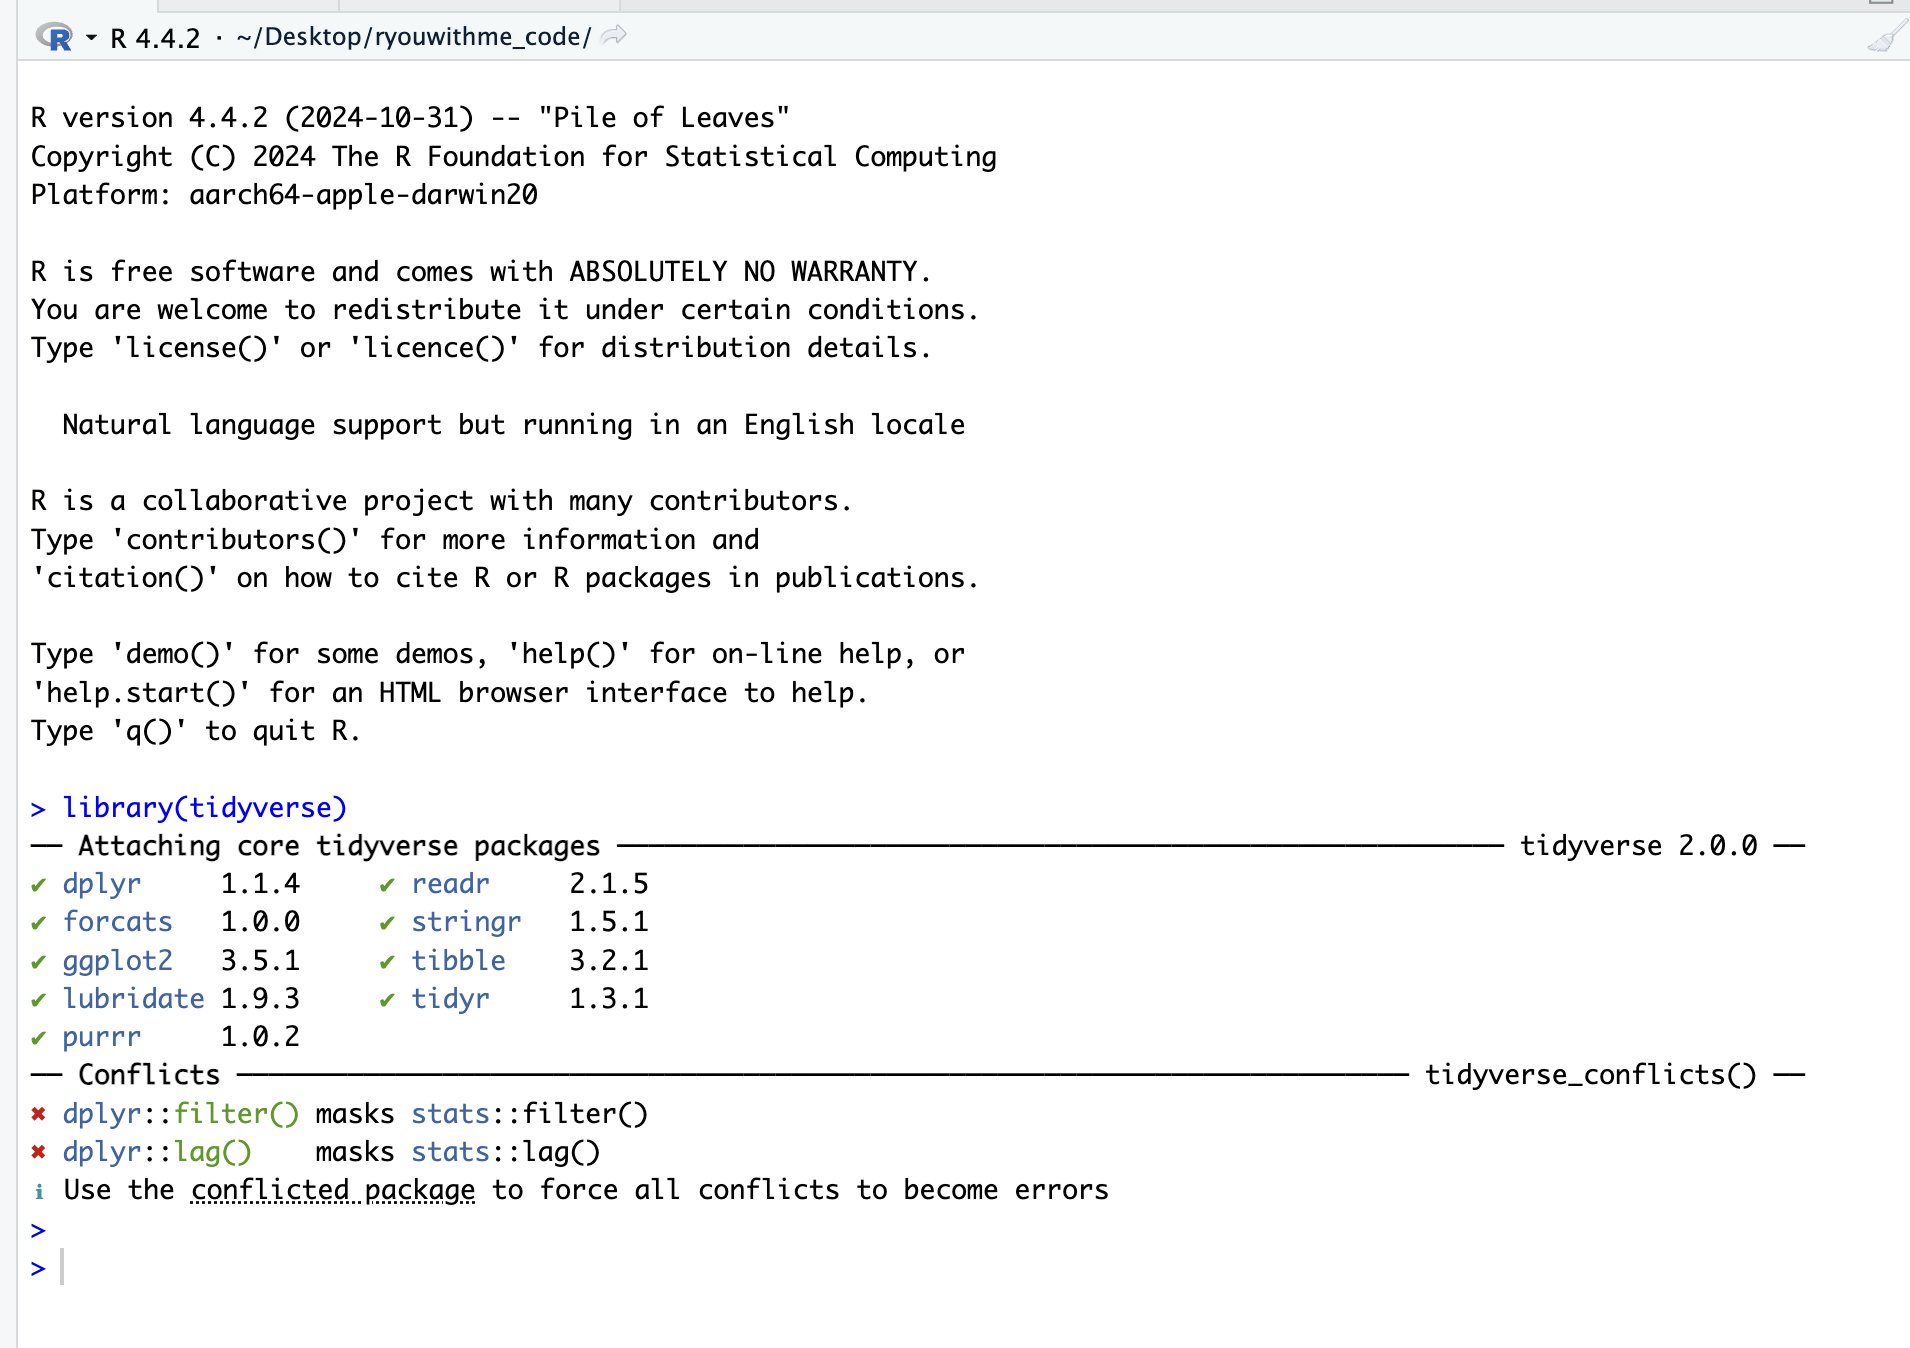 R 4.4.2 · ~/Desktop/ryouwithme_code/
R version 4.4.2 (2024-10-31) -- "Pile of Leaves"
Copyright (C) 2024 The R Foundation for Statistical Computing
Platform: aarch64-apple-darwin20
R is free software and comes with ABSOLUTELY NO WARRANTY.
You are welcome to redistribute it under certain conditions.
Type 'license()' or 'licence()' for distribution details.
Natural language support but running in an English locale
R is a collaborative project with many contributors.
Type 'contributors()' for more information and
'citation()' on how to cite R or R packages in publications.
Type 'demo()' for some demos, 'help()' for on-line help, or
'help.start()' for an HTML browser interface to help.
Type 'q()' to quit R.
> library(tidyverse)
── Attaching core tidyverse packages ──────────────────── tidyverse 2.0.0 ──
✔ dplyr     1.1.4     ✔ readr     2.1.5
✔ forcats   1.0.0     ✔ stringr   1.5.1
✔ ggplot2   3.5.1     ✔ tibble    3.2.1
✔ lubridate 1.9.3     ✔ tidyr     1.3.1
✔ purrr     1.0.2
── Conflicts ──────────────────── tidyverse_conflicts() ──
✖ dplyr::filter() masks stats::filter()
✖ dplyr::lag()    masks stats::lag()
ℹ Use the conflicted package to force all conflicts to become errors
>
>